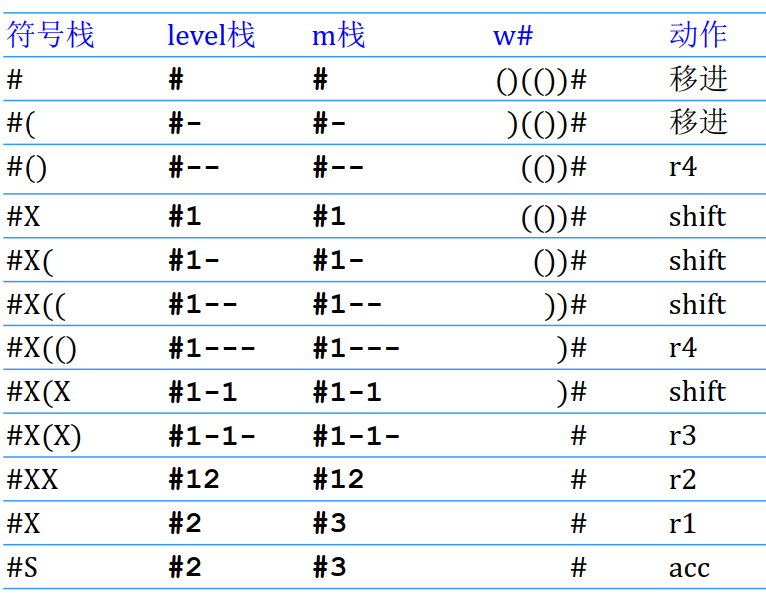 符号栈 level栈 m栈 w# 动作
# # # ()(())# 移进
#( #- #- )(())# 移进
#() #-- #-- (())# r4
#X #1 #1 (())# shift
#X( #1- #1- ())# shift
#X(( #1-- #1-- ))# shift
#X(() #1--- #1--- )# r4
#X(X #1-1 #1-1 )# shift
#X(X) #1-1- #1-1- # r3
#XX #12 #12 # r2
#X #2 #3 # r1
#S #2 #3 # acc